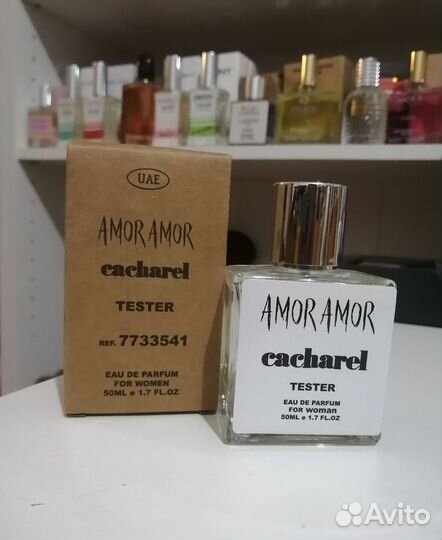 UAE
AMOR AMOR
cacharel
TESTER
REF. 7733541
EAU DE PARFUM
FOR WOMEN
50ML e 1.7 FL.OZ
AMOR AMOR
cacharel
TESTER
EAU DE PARFUM
FOR woman
50ML e 1.7 FL.OZ
Avito